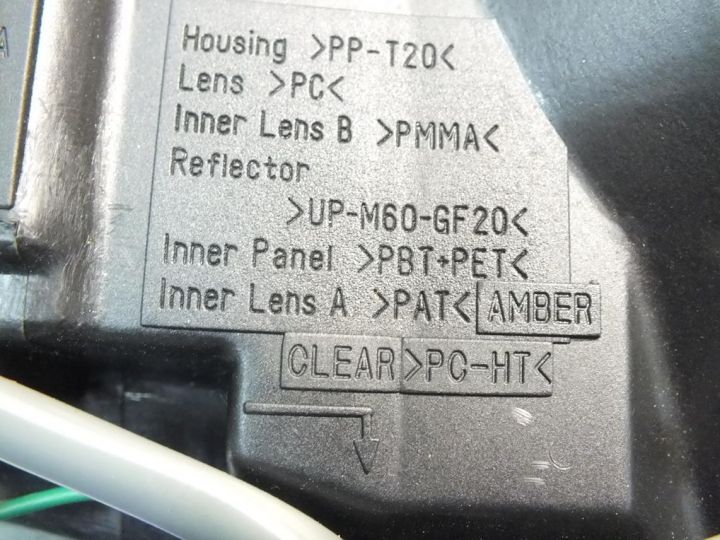 A
Housing >PP-T20<
Lens >PC<
Inner Lens B >PMMA<
Reflector
>UP-M60-GF20<
Inner Panel >PBT+PET<
Inner Lens A >PAT< AMBER
CLEAR >PC-HT<